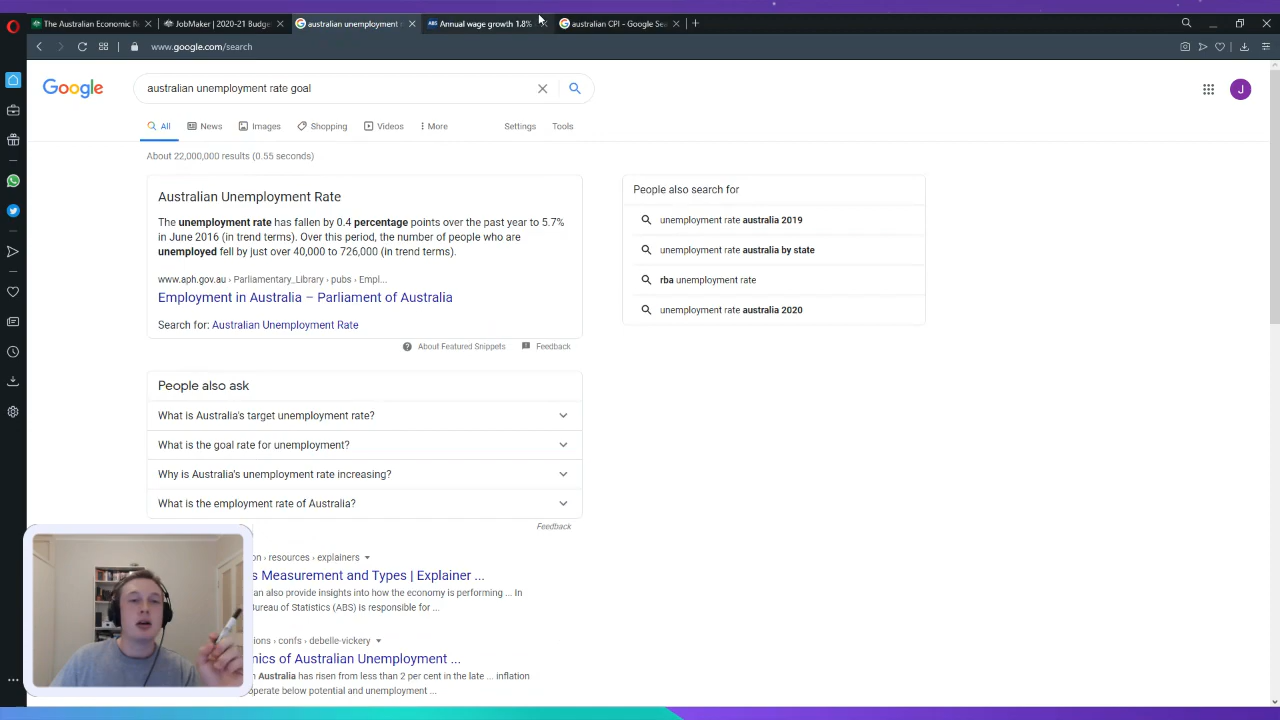 The Australian Economic R
JobMaker | 2020-21 Budge
australian unemployment r
ABS Annual wage growth 1.8%
australian CPI - Google Sea
www.google.com/search
Google
australian unemployment rate goal
J
All
News
Images
Shopping
Videos
More
Settings
Tools
About 22,000,000 results (0.55 seconds)
Australian Unemployment Rate
The unemployment rate has fallen by 0.4 percentage points over the past year to 5.7%
in June 2016 (in trend terms). Over this period, the number of people who are
unemployed fell by just over 40,000 to 726,000 (in trend terms).
www.aph.gov.au › Parliamentary_Library › pubs › Empl...
Employment in Australia – Parliament of Australia
Search for: Australian Unemployment Rate
About Featured Snippets
Feedback
People also search for
unemployment rate australia 2019
unemployment rate australia by state
rba unemployment rate
unemployment rate australia 2020
People also ask
What is Australia's target unemployment rate?
What is the goal rate for unemployment?
Why is Australia's unemployment rate increasing?
What is the employment rate of Australia?
Feedback
on › resources › explainers
s Measurement and Types | Explainer ...
an also provide insights into how the economy is performing ... In
ureau of Statistics (ABS) is responsible for ...
ions › confs › debelle-vickery
mics of Australian Unemployment ...
Australia has risen from less than 2 per cent in the late ... inflation
operate below potential and unemployment ...